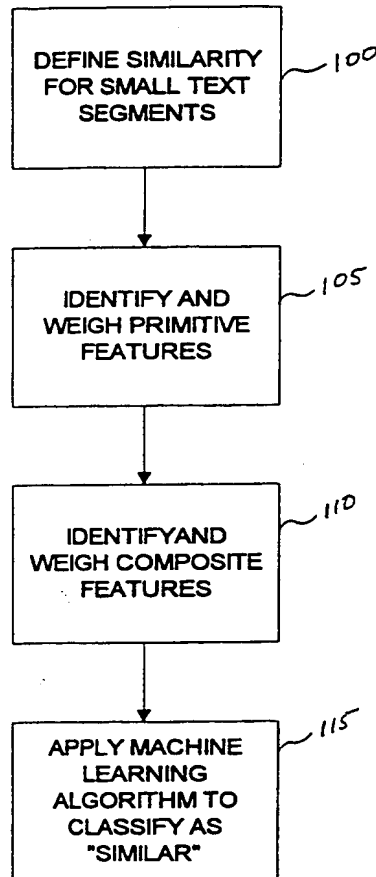 DEFINE SIMILARITY
FOR SMALL TEXT
SEGMENTS
100
IDENTIFY AND
WEIGH PRIMITIVE
FEATURES
105
IDENTIFYAND
WEIGH COMPOSITE
FEATURES
110
APPLY MACHINE
LEARNING
ALGORITHM TO
CLASSIFY AS
"SIMILAR"
115